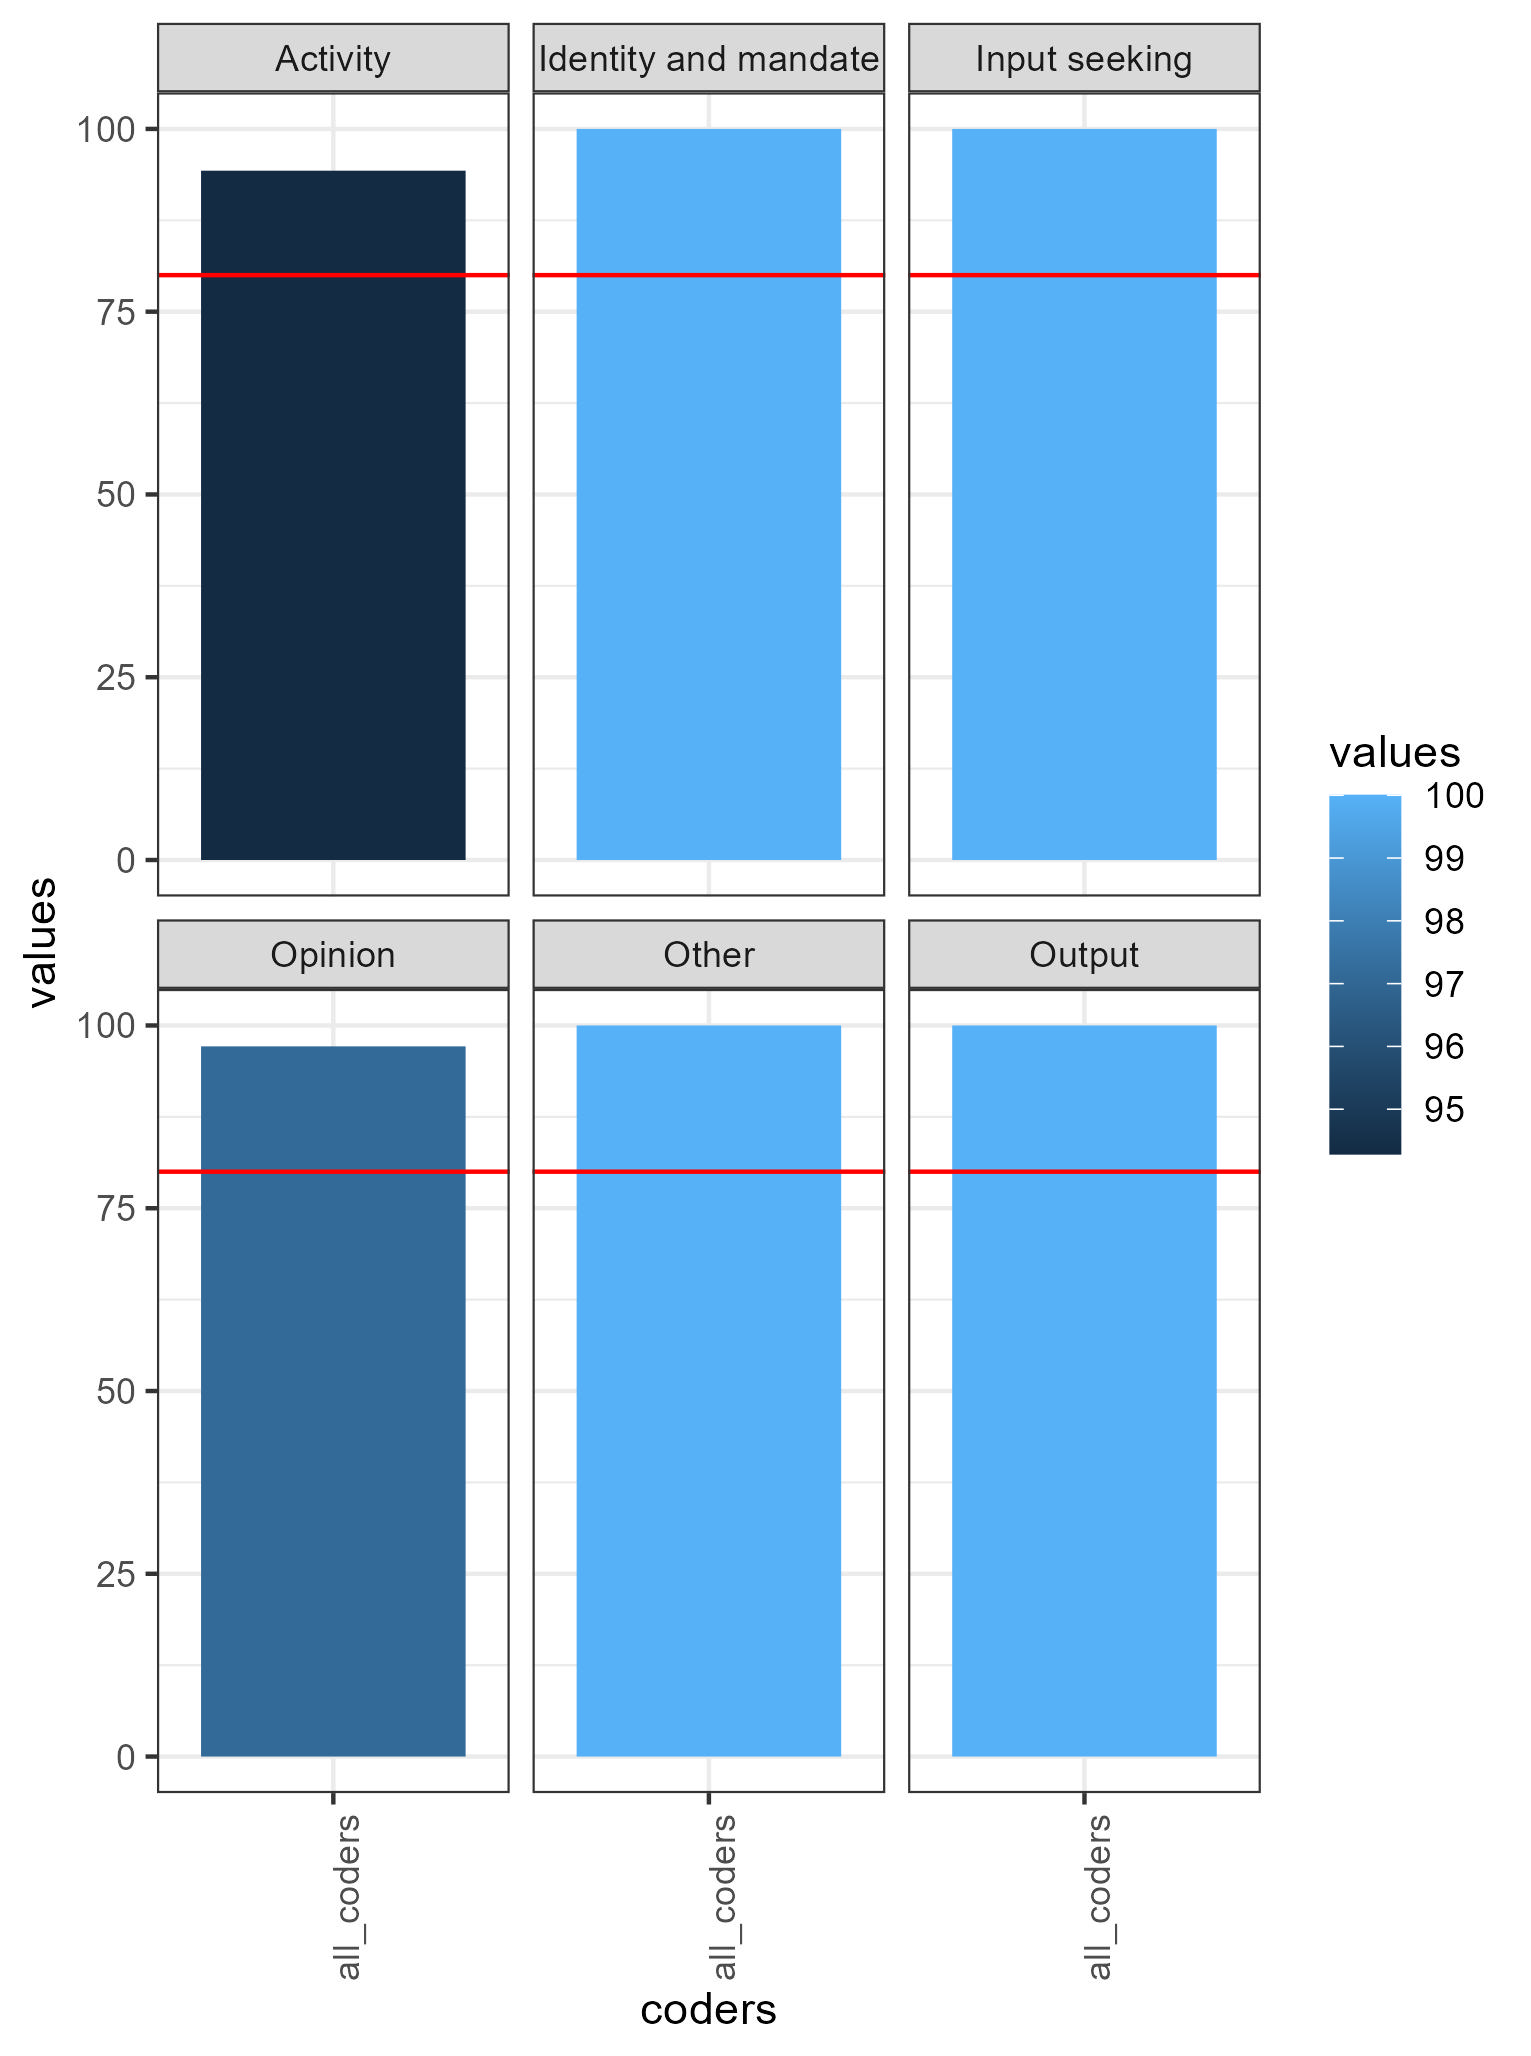 Activity
Identity and mandate
Input seeking
100
75
50
25
0
Opinion
Other
Output
100
75
50
25
0
all_coders
all_coders
all_coders
coders
values
values
100
99
98
97
96
95